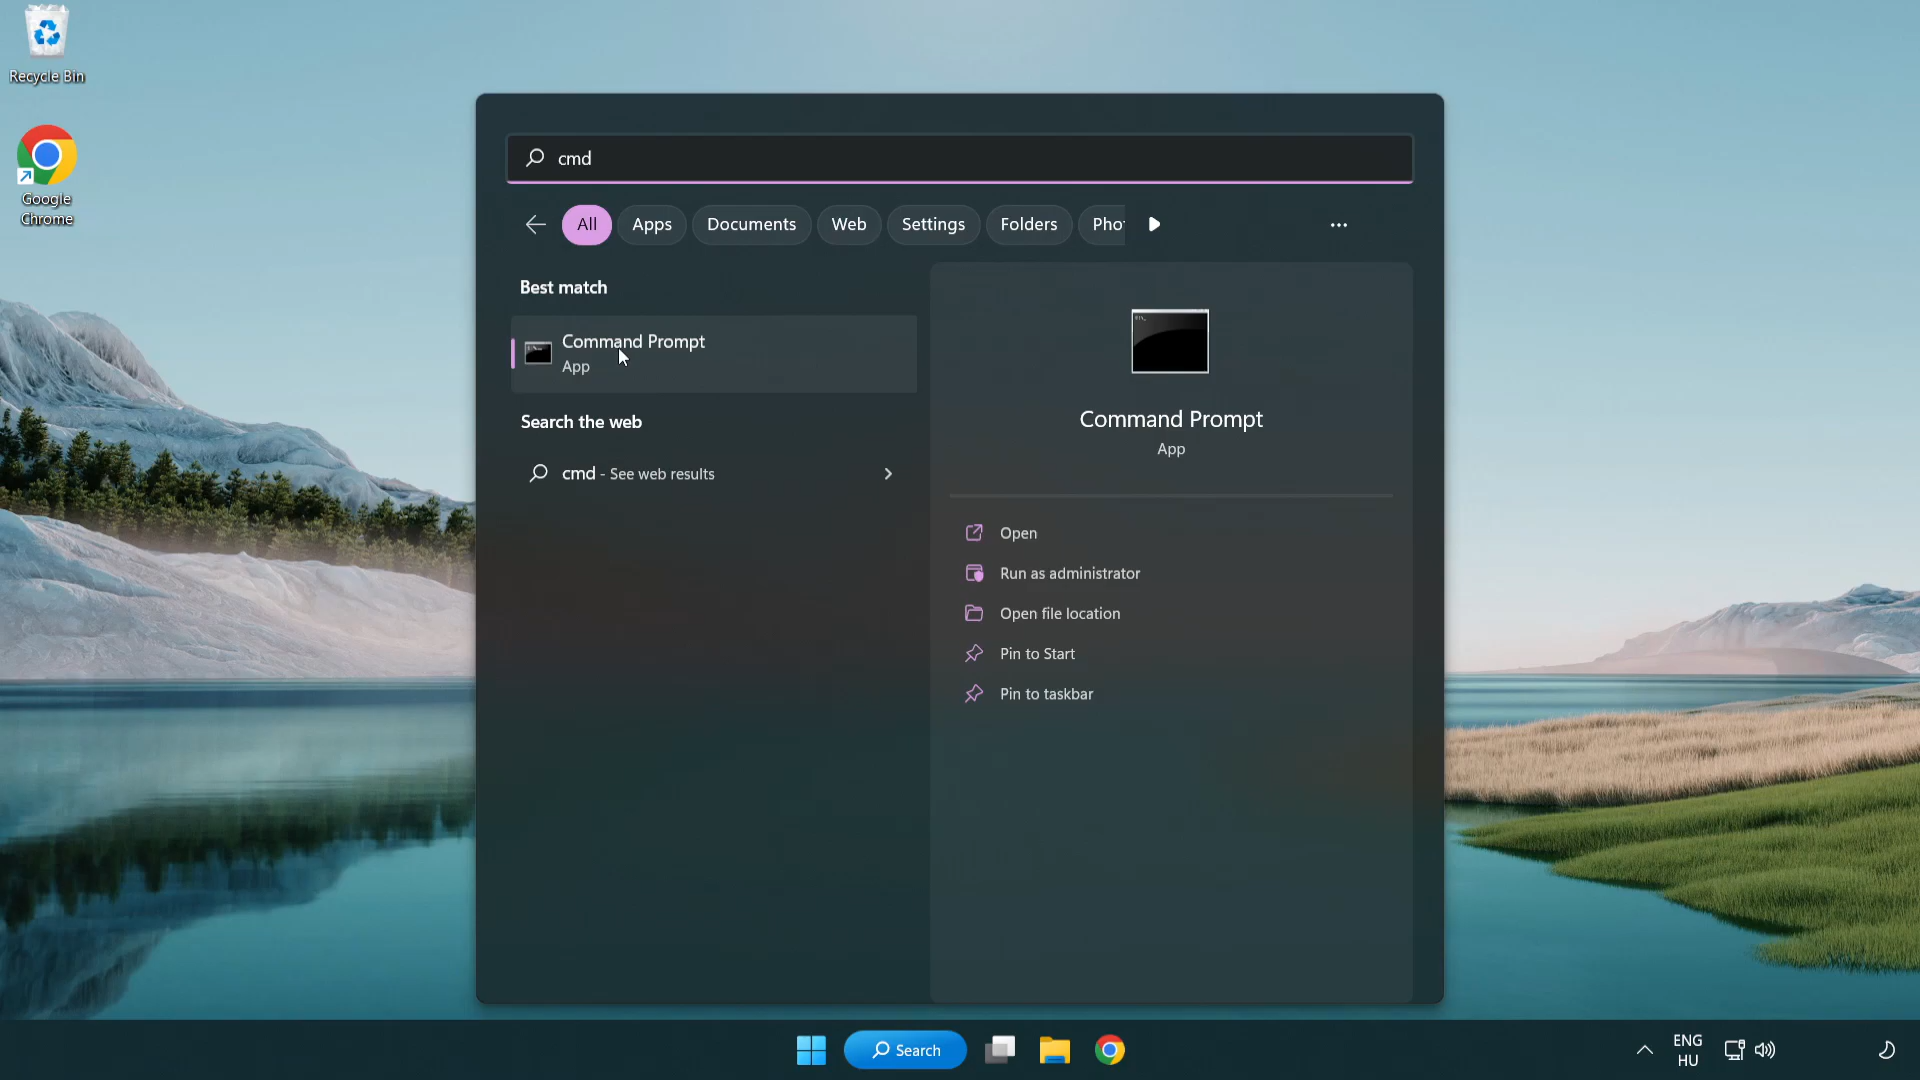 Recycle Bin
Google
Chrome
cmd
All
Apps
Documents
Web
Settings
Folders
Best match
Command Prompt
App
Search the web
cmd - See web results
Command Prompt
App
Open
Run as administrator
Open file location
Pin to Start
Pin to taskbar
Search
ENG
HU